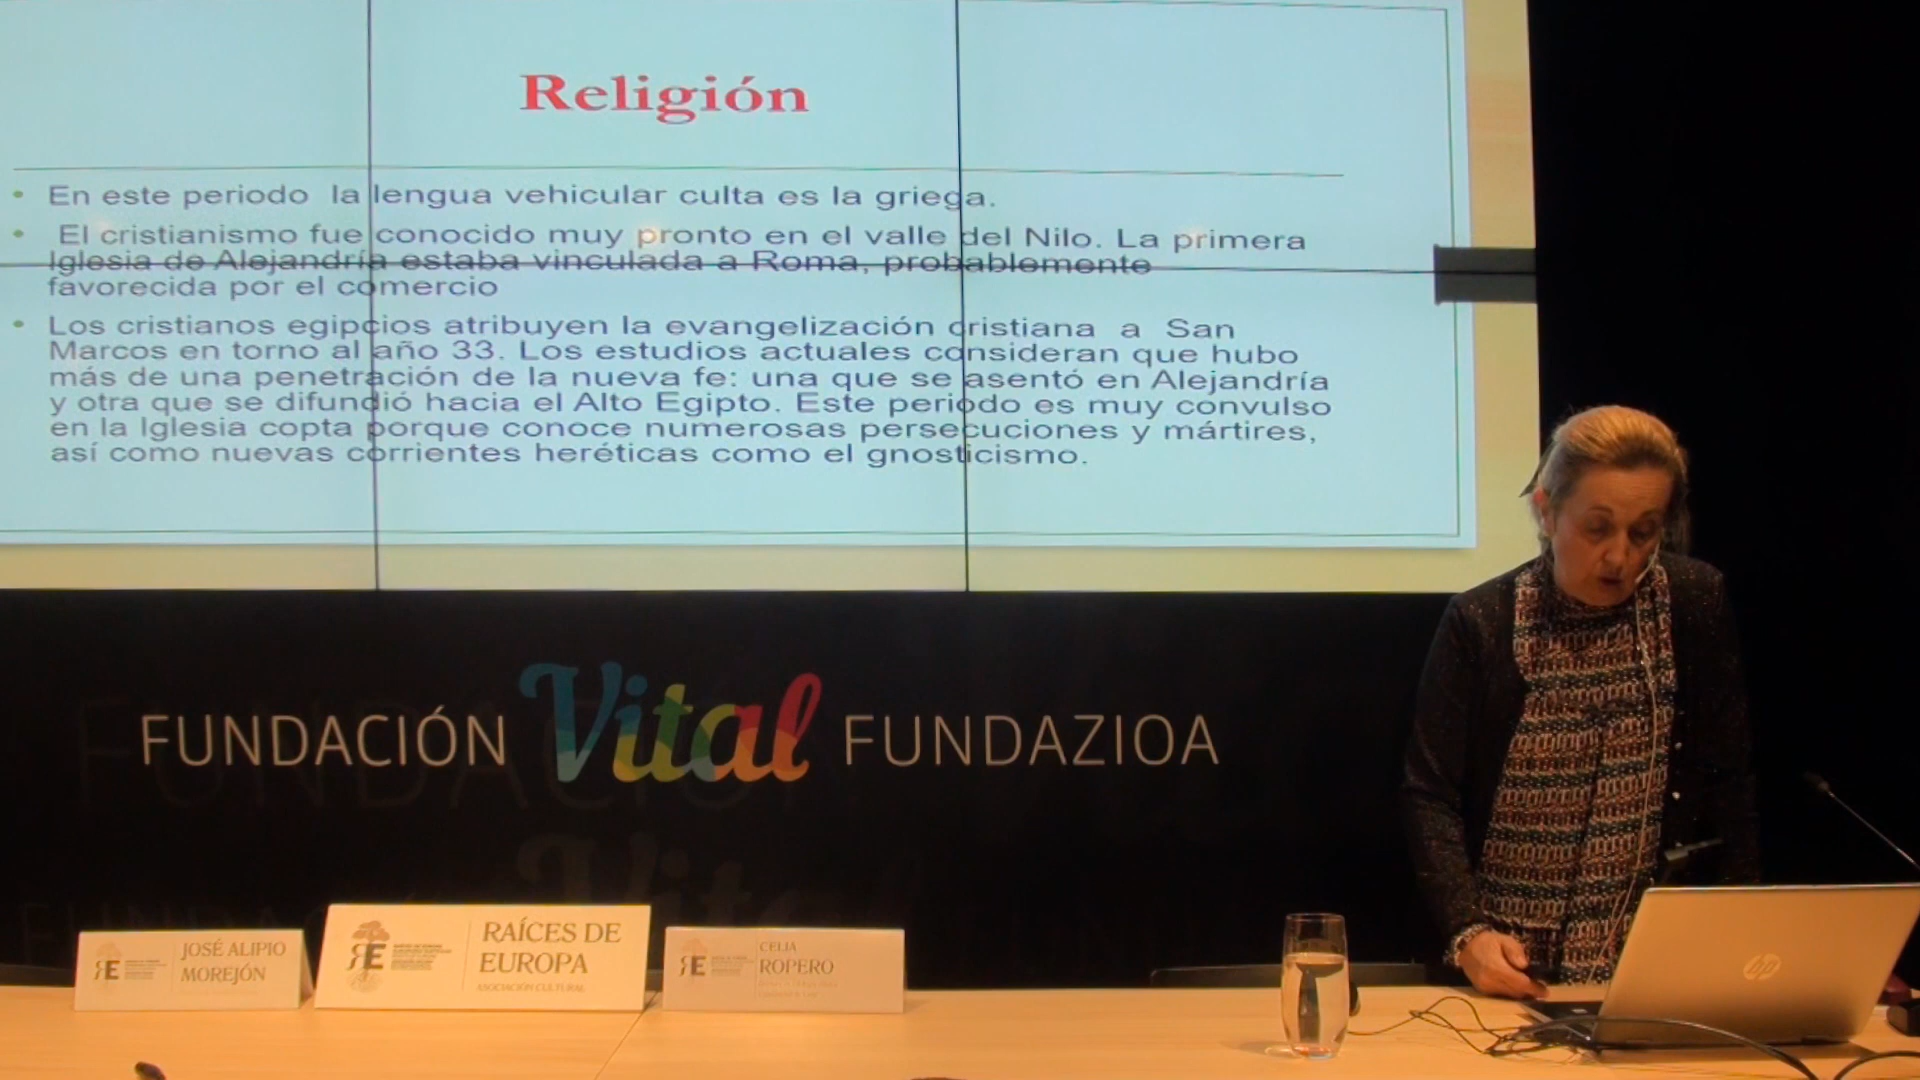 Religión
• En este periodo la lengua vehicular culta es la griega.
• El cristianismo fue conocido muy pronto en el valle del Nilo. La primera
Iglesia de Alejandría estaba vinculada a Roma, probablemente
favorecida por el comercio
• Los cristianos egipcios atribuyen la evangelización cristiana a San
Marcos en torno al año 33. Los estudios actuales consideran que hubo
más de una penetración de la nueva fe: una que se asentó en Alejandría
y otra que se difundió hacia el Alto Egipto. Este periodo es muy convulso
en la Iglesia copta porque conoce numerosas persecuciones y mártires,
así como nuevas corrientes heréticas como el gnosticismo.
FUNDACIÓN Vital FUNDAZIOA
JOSÉ ALIPIO
MOREJÓN
RAÍCES DE
EUROPA
ASOCIACIÓN CULTURAL
CELIA
ROPERO
hp